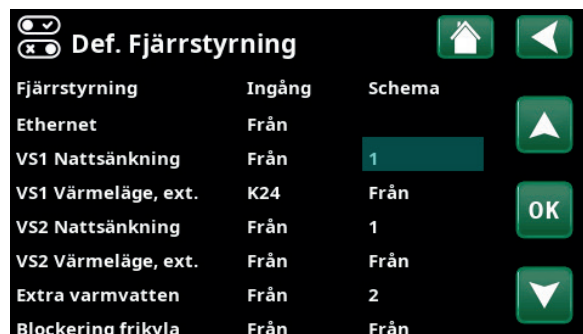 Def. Fjärrstyrning
Fjärrstyrning Ingång Schema
Ethernet Från
VS1 Nattsänkning Från 1
VS1 Värmeläge, ext. K24 Från
OK
VS2 Nattsänkning Från 1
VS2 Värmeläge, ext. Från Från
Extra varmvatten Från 2
Blockering frikyla Från Från